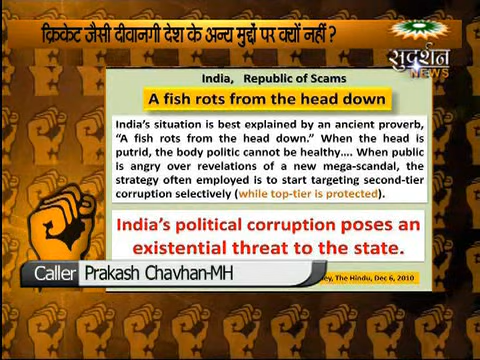 क्रिकेट जैसी दीवानगी देश के अन्य मुद्दों पर क्यों नहीं ?
सुदर्शन
NEWS
India, Republic of Scams
A fish rots from the head down
India's situation is best explained by an ancient proverb,
“A fish rots from the head down.” When the head is
putrid, the body politic cannot be healthy.... When public
is angry over revelations of a new mega-scandal, the
strategy often employed is to start targeting second-tier
corruption selectively (while top-tier is protected).
India's political corruption poses an
existential threat to the state.
Caller Prakash Chavhan-MH
The Hindu, Dec 6, 2010